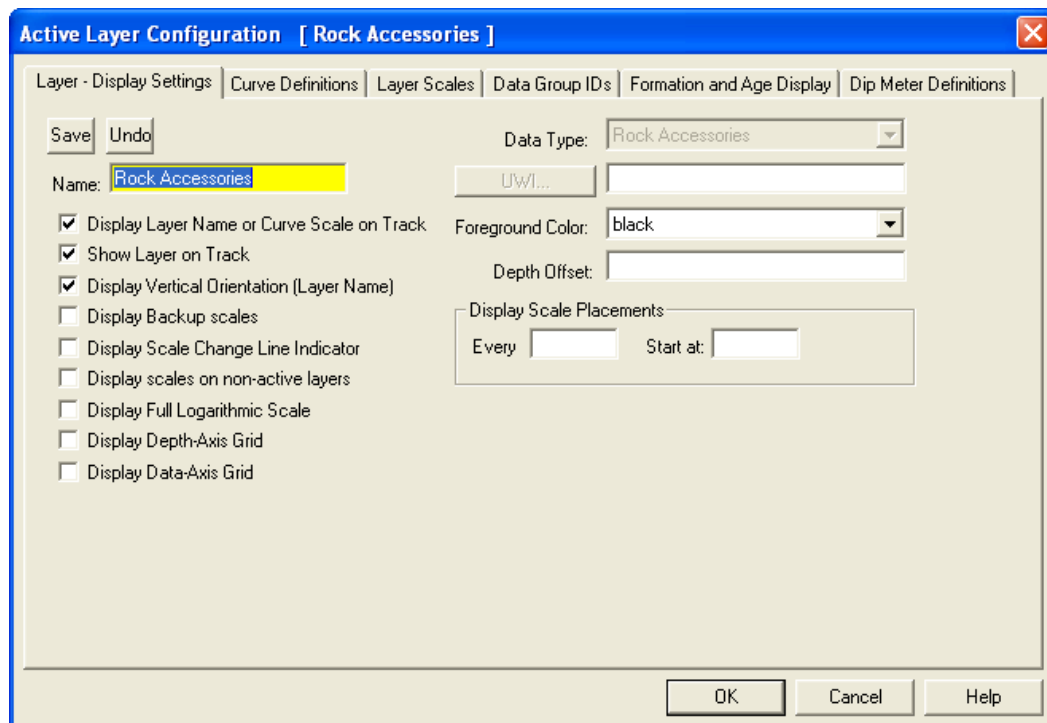 Active Layer Configuration [ Rock Accessories ]
Layer - Display Settings Curve Definitions Layer Scales Data Group IDs Formation and Age Display Dip Meter Definitions
Save Undo
Name: Rock Accessories
Display Layer Name or Curve Scale on Track
Show Layer on Track
Display Vertical Orientation (Layer Name)
Display Backup scales
Display Scale Change Line Indicator
Display scales on non-active layers
Display Full Logarithmic Scale
Display Depth-Axis Grid
Display Data-Axis Grid
Data Type: Rock Accessories
UWI...
Foreground Color: black
Depth Offset:
Display Scale Placements
Every Start at:
OK Cancel Help